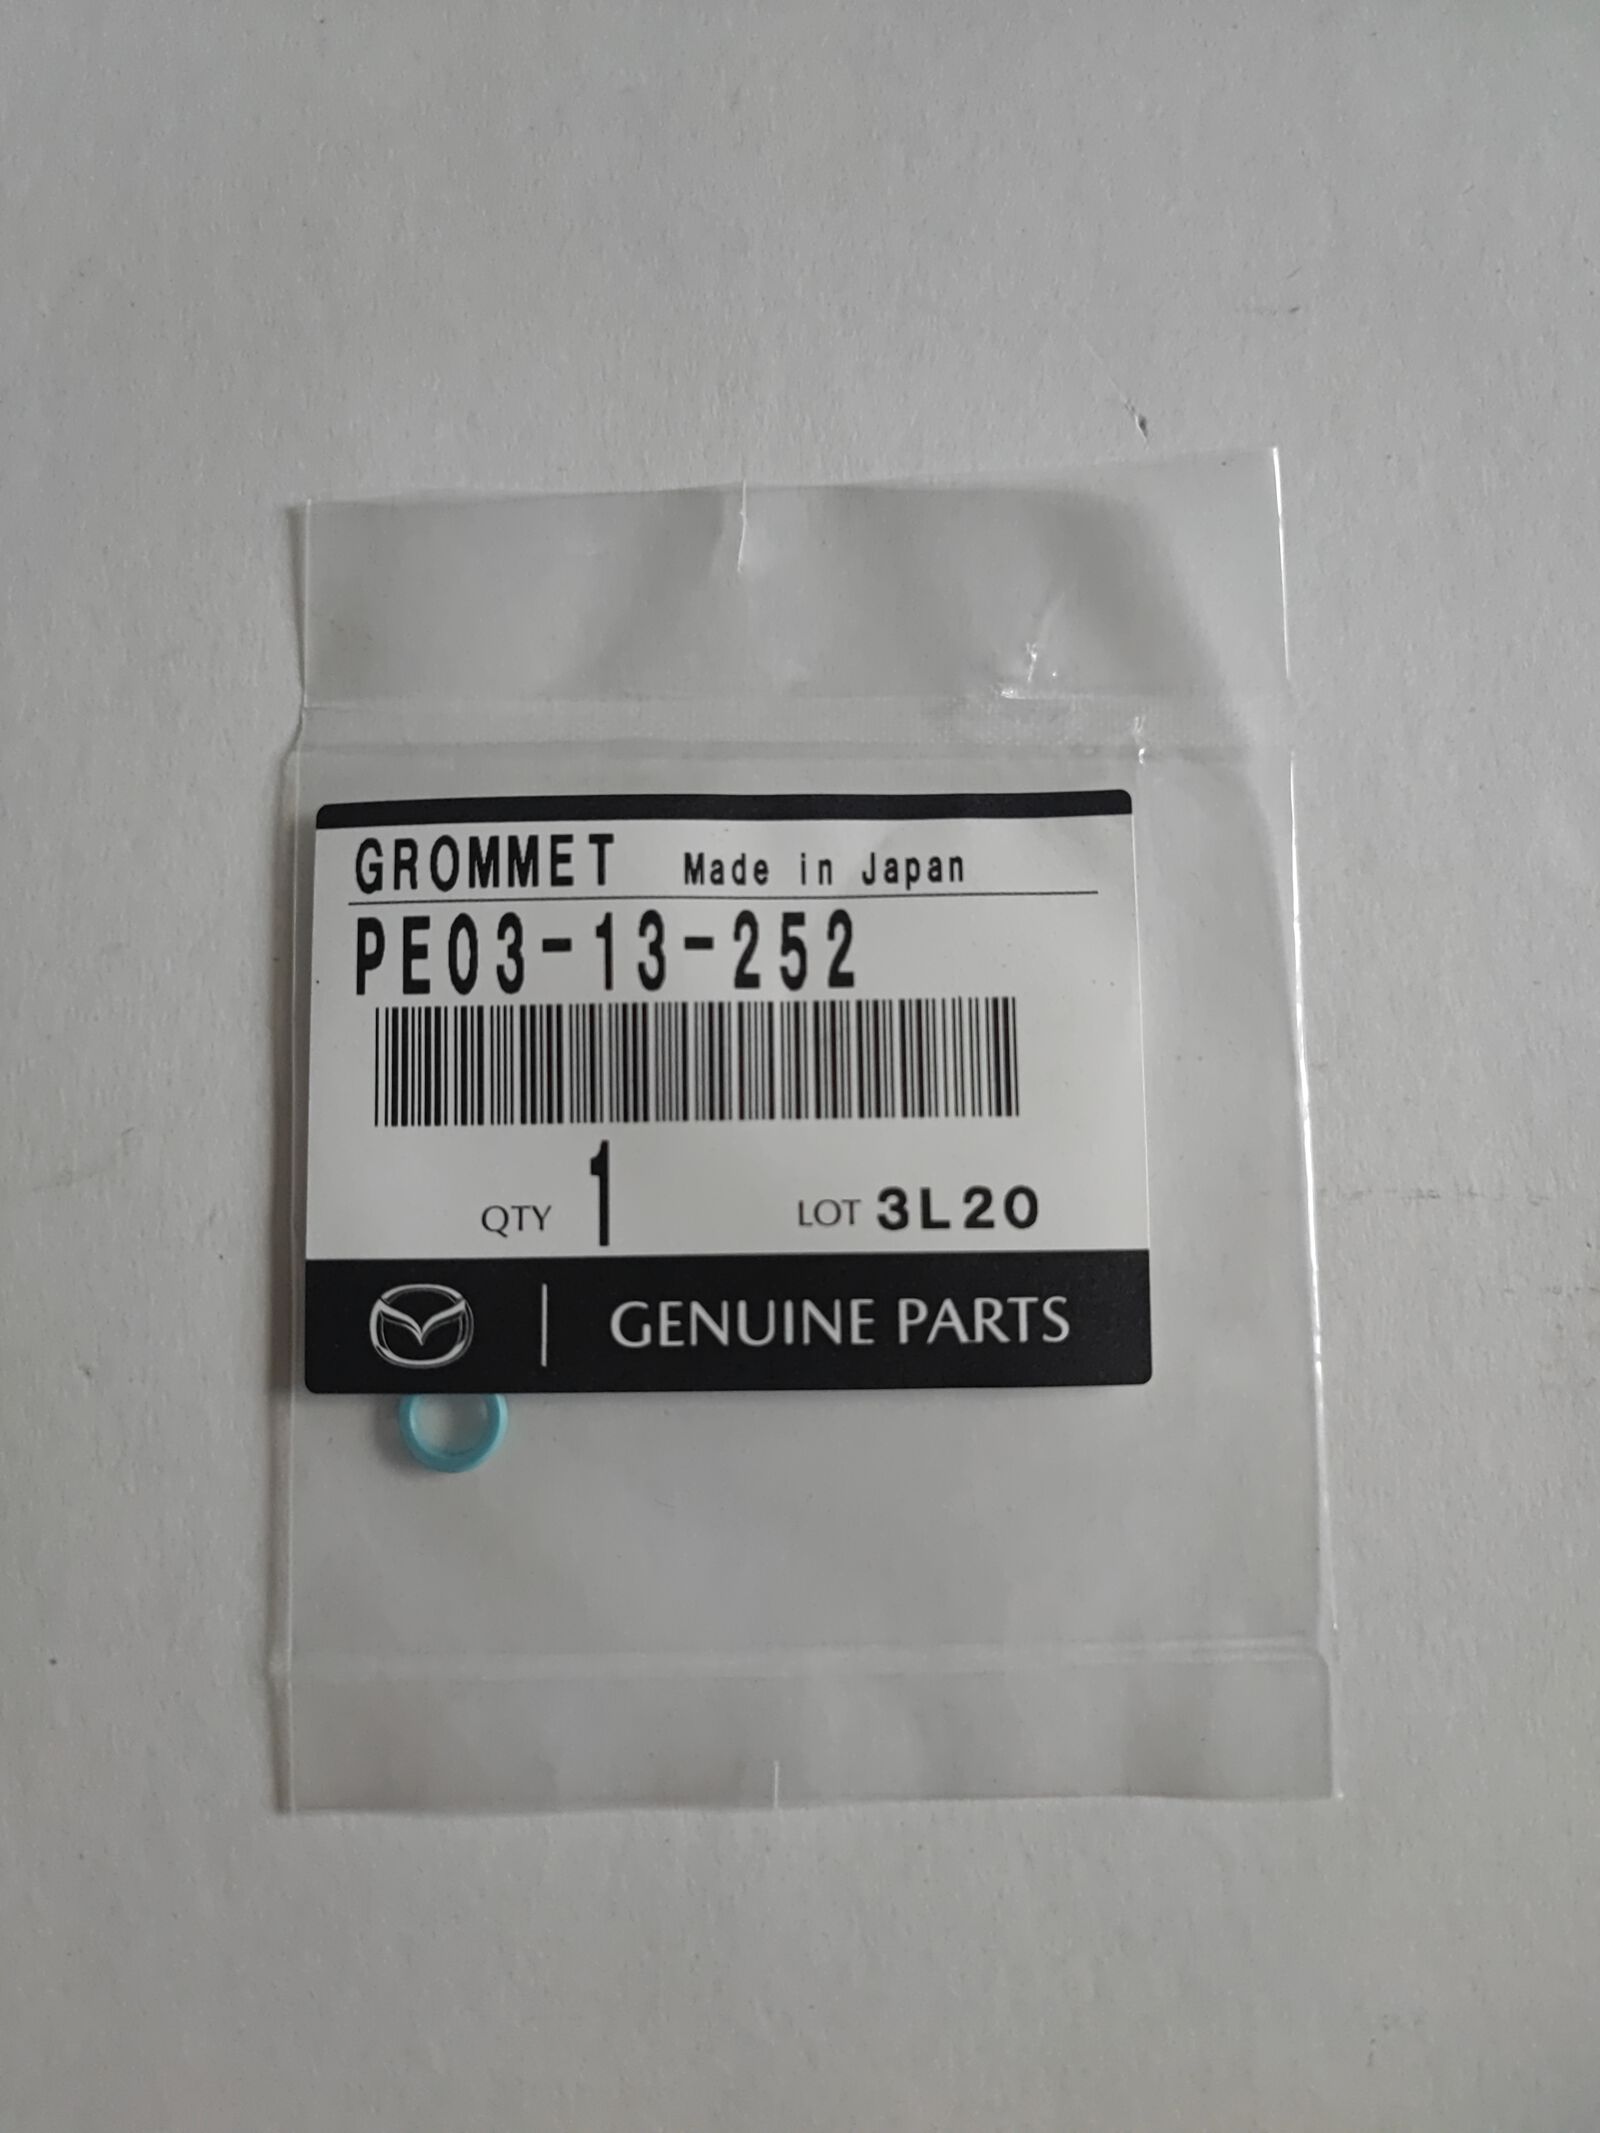 GROMMET Made in Japan
PE03-13-252
QTY 1 LOT 3L20
GENUINE PARTS